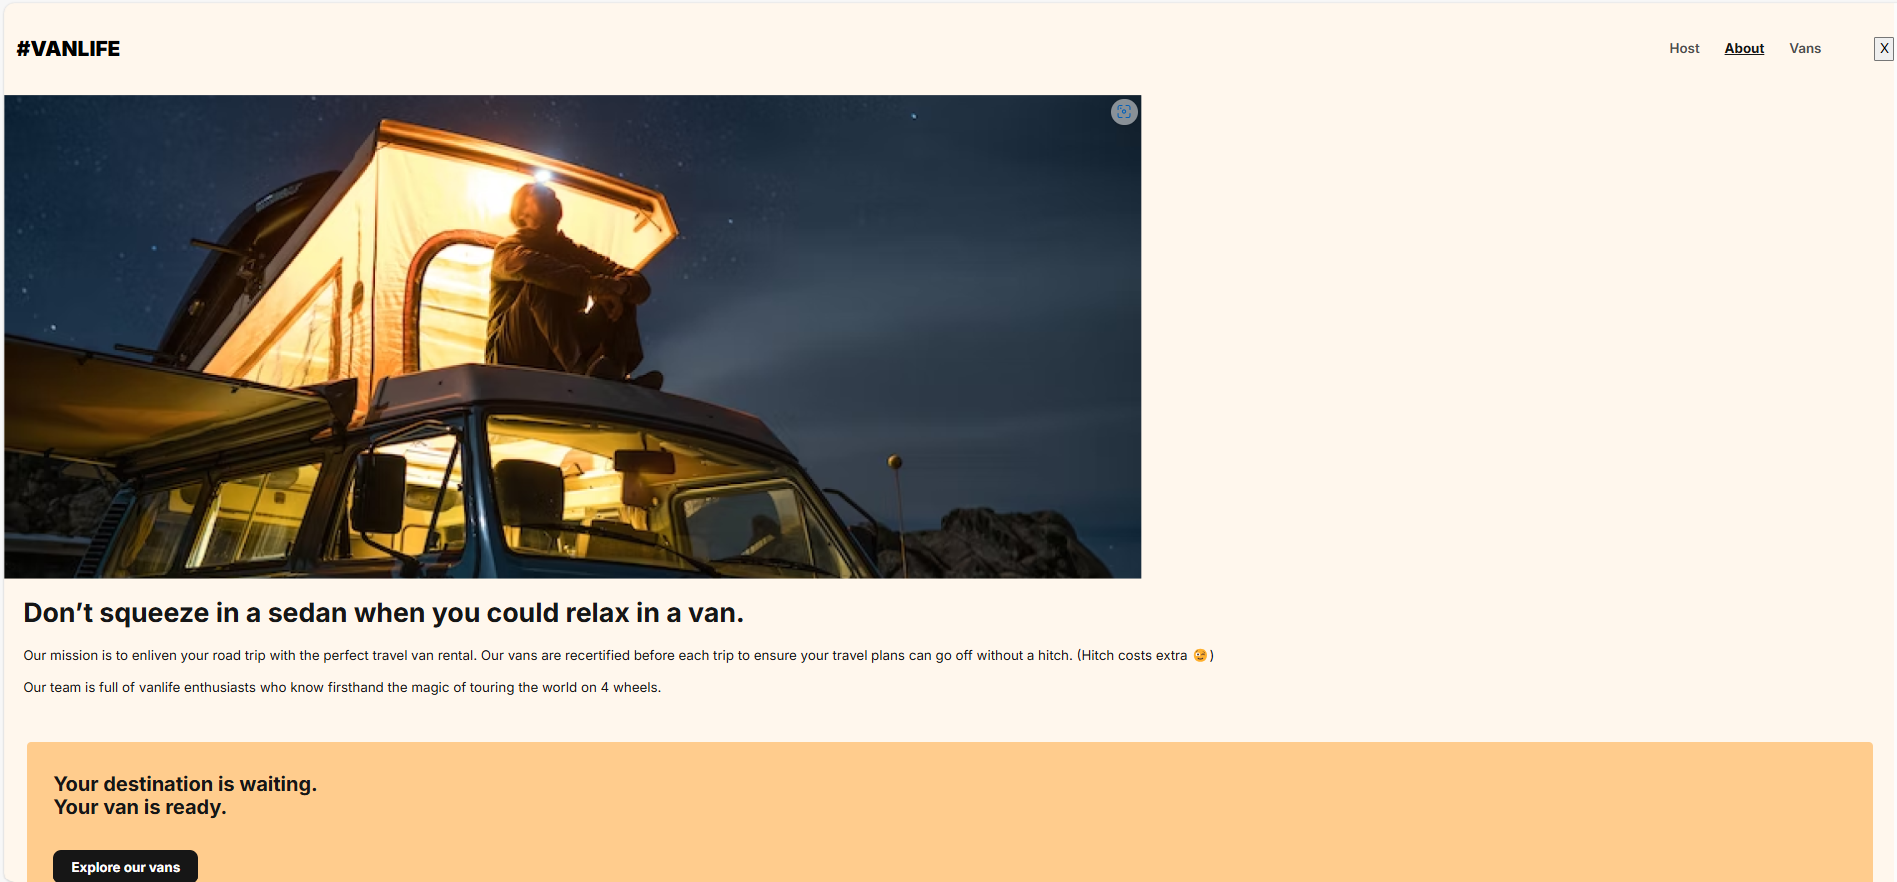 #VANLIFE
Host About Vans X
Don’t squeeze in a sedan when you could relax in a van.
Our mission is to enliven your road trip with the perfect travel van rental. Our vans are recertified before each trip to ensure your travel plans can go off without a hitch. (Hitch costs extra 😉)
Our team is full of vanlife enthusiasts who know firsthand the magic of touring the world on 4 wheels.
Your destination is waiting.
Your van is ready.
Explore our vans